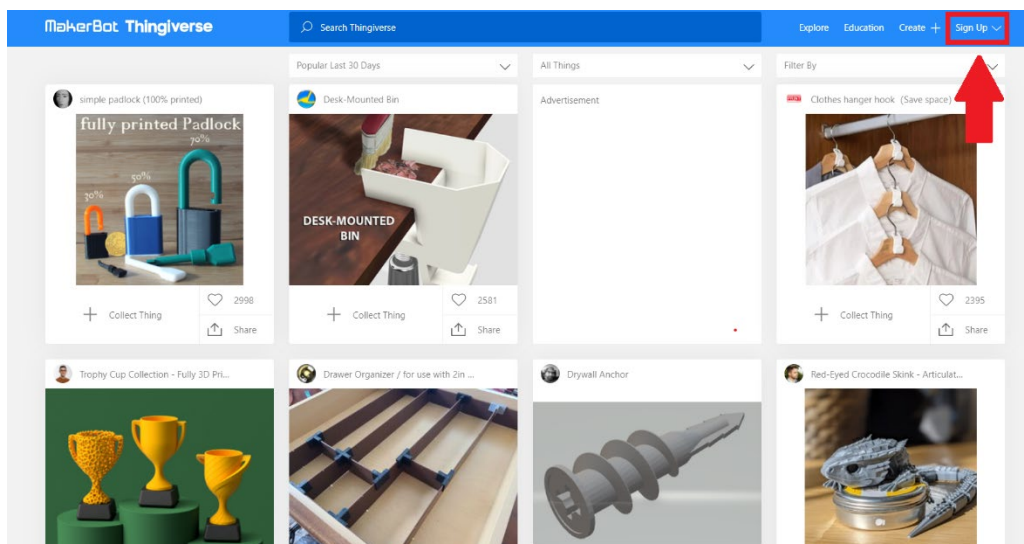 MakerBot Thingiverse
Search Thingiverse
Explore Education Create Sign Up
Popular Last 30 Days
All Things
Filter By
simple padlock (100% printed)
fully printed Padlock
70%
50%
30%
Collect Thing
2998
Share
Desk-Mounted Bin
DESK-MOUNTED
BIN
Collect Thing
2581
Share
Advertisement
Clothes hanger hook (Save space)
Collect Thing
2395
Share
Trophy Cup Collection - Fully 3D Pri...
Drawer Organizer / for use with 2in ...
Drywall Anchor
Red-Eyed Crocodile Skink - Articulat...